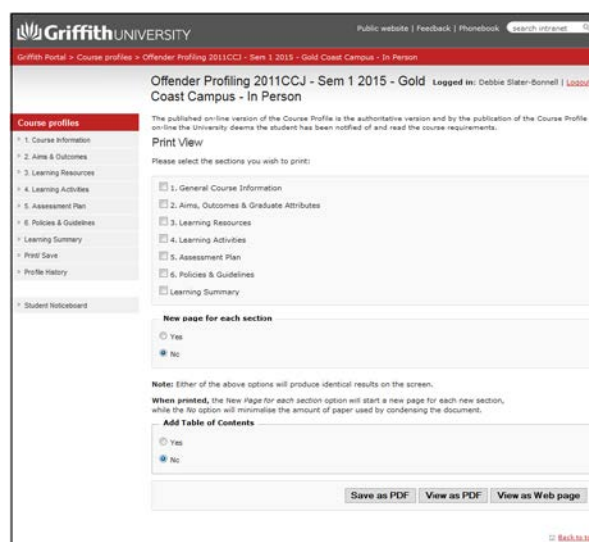 Griffith UNIVERSITY
Public website | Feedback | Phonebook
search intranet
Griffith Portal > Course profiles > Offender Profiling 2011CCJ - Sem 1 2015 - Gold Coast Campus - In Person
Offender Profiling 2011CCJ - Sem 1 2015 - Gold
Coast Campus - In Person
Logged in: Debbie Slater-Bonnell | Logout
Course profiles
1. Course Information
2. Aims & Outcomes
3. Learning Resources
4. Learning Activities
5. Assessment Plan
6. Policies & Guidelines
Learning Summary
Print/ Save
Profile History
Student Noticeboard
The published on-line version of the Course Profile is the authoritative version and by the publication of the Course Profile
on-line the University deems the student has been notified of and read the course requirements.
Print View
Please select the sections you wish to print:
1. General Course Information
2. Aims, Outcomes & Graduate Attributes
3. Learning Resources
4. Learning Activities
5. Assessment Plan
6. Policies & Guidelines
Learning Summary
New page for each section
Yes
No
Note: Either of the above options will produce identical results on the screen.
When printed, the New Page for each section option will start a new page for each new section,
while the No option will minimalise the amount of paper used by condensing the document.
Add Table of Contents
Yes
No
Save as PDF
View as PDF
View as Web page
Back to to